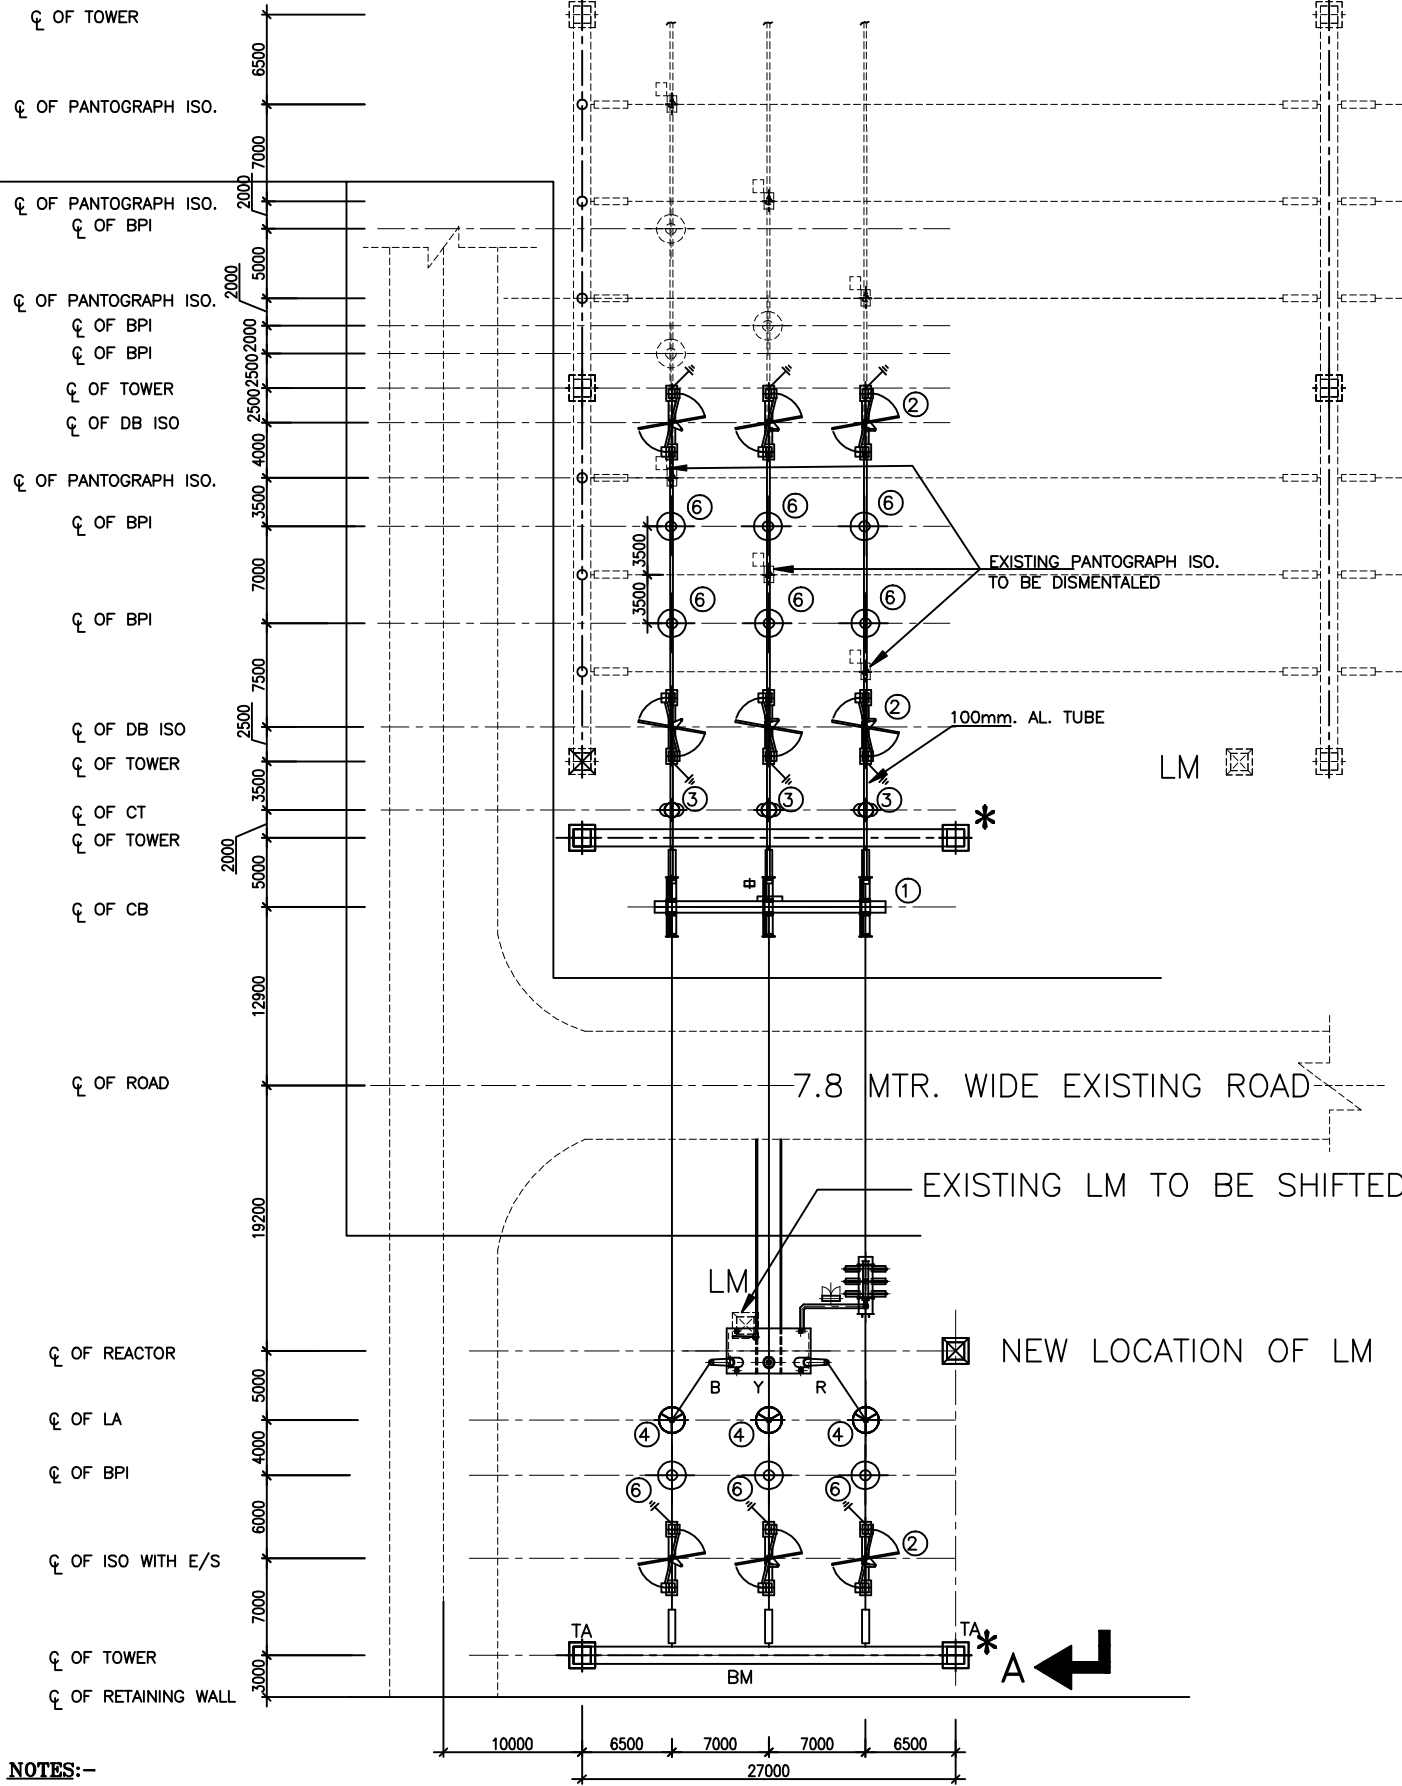 ℄ OF TOWER
6500
℄ OF PANTOGRAPH ISO.
7000
2000
℄ OF PANTOGRAPH ISO.
℄ OF BPI
5000
2000
℄ OF PANTOGRAPH ISO.
℄ OF BPI
2000
℄ OF BPI
2500
℄ OF TOWER
2500
2
℄ OF DB ISO
4000
℄ OF PANTOGRAPH ISO.
3500
6 6 6
℄ OF BPI
3500
7000
EXISTING PANTOGRAPH ISO.
TO BE DISMENTALED
3500
6 6 6
℄ OF BPI
7500
2
100mm. AL. TUBE
2500
℄ OF DB ISO
℄ OF TOWER
LM
3500
3 3 3
℄ OF CT
*
℄ OF TOWER
2000
5000
1
℄ OF CB
12900
℄ OF ROAD
7.8 MTR. WIDE EXISTING ROAD
EXISTING LM TO BE SHIFTED
19200
LM
℄ OF REACTOR
NEW LOCATION OF LM
5000
B Y R
℄ OF LA
4 4 4
4000
℄ OF BPI
6 6 6
6000
2
℄ OF ISO WITH E/S
7000
TA TA
*
℄ OF TOWER
A
3000
BM
℄ OF RETAINING WALL
10000 6500 7000 7000 6500
27000
NOTES:-